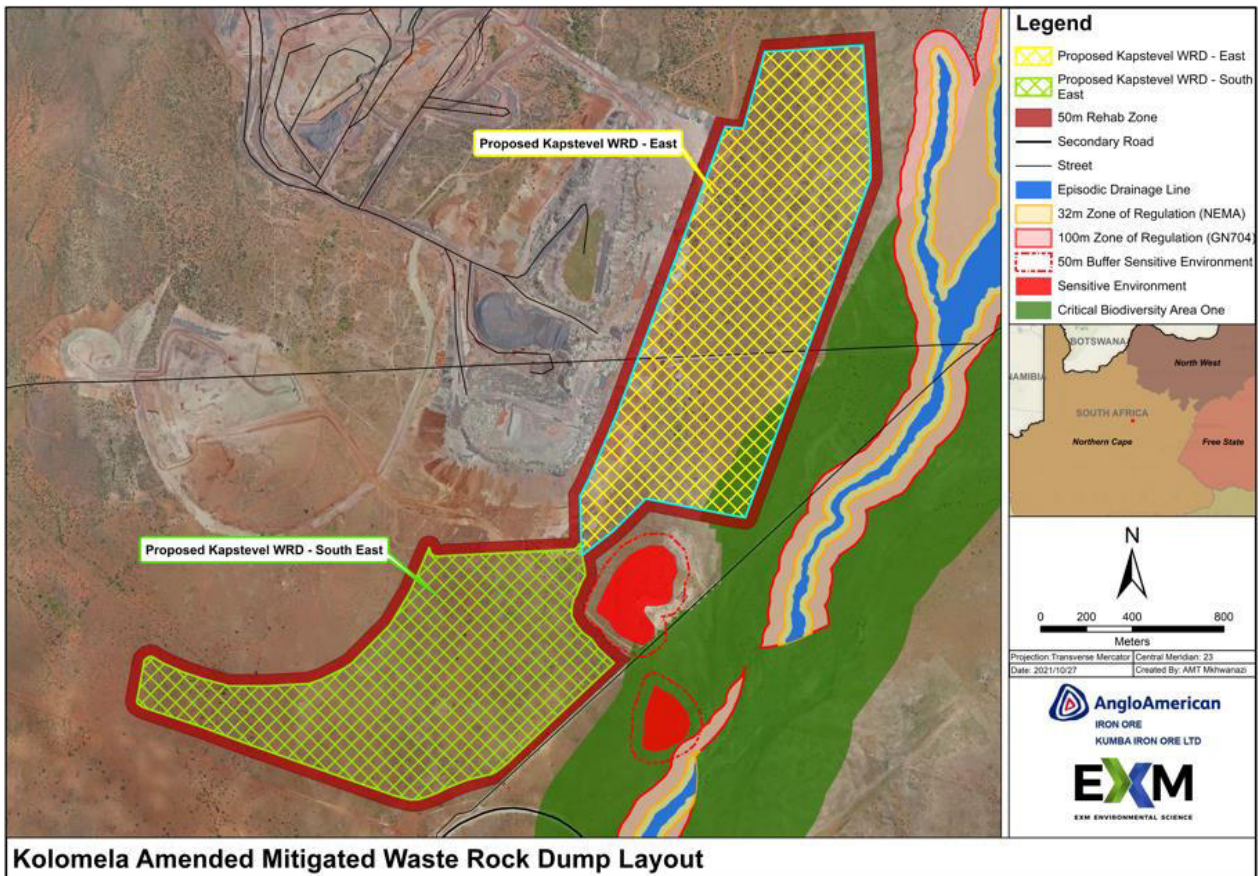 Proposed Kapstevel WRD - East
Proposed Kapstevel WRD - South East
Legend
Proposed Kapstevel WRD - East
Proposed Kapstevel WRD - South
East
50m Rehab Zone
Secondary Road
Street
Episodic Drainage Line
32m Zone of Regulation (NEMA)
100m Zone of Regulation (GN704)
50m Buffer Sensitive Environment
Sensitive Environment
Critical Biodiversity Area One
BOTSWANA
North West
NAMIBIA
SOUTH AFRICA
Northern Cape
Free State
N
0 200 400 800
Meters
Projection:Transverse Mercator Central Meridian: 23
Date: 2021/10/27 Created By: AMT Mkhwanazi
AngloAmerican
IRON ORE
KUMBA IRON ORE LTD
EXM
EXM ENVIRONMENTAL SCIENCE
Kolomela Amended Mitigated Waste Rock Dump Layout